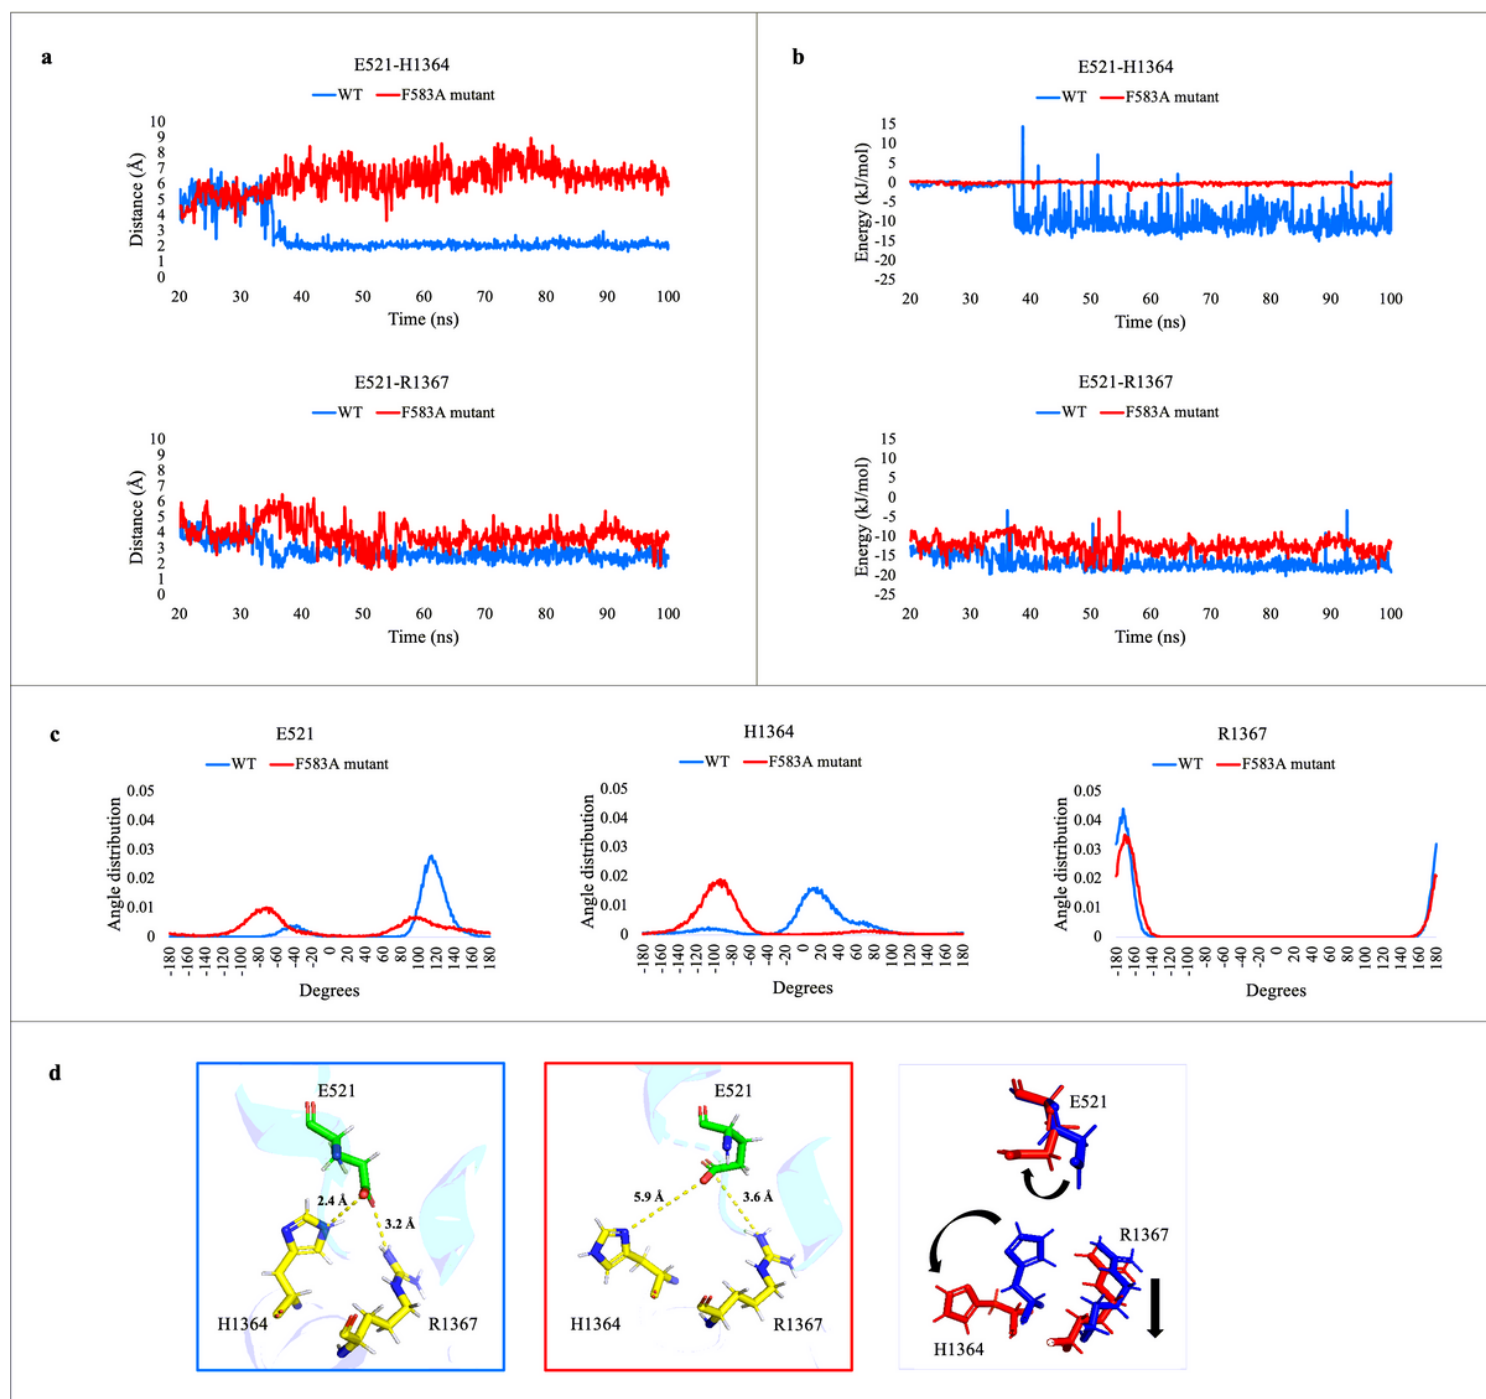 a
E521-H1364
WT F583A mutant
10
9
8
7
6
5
4
3
2
1
0
Distance (Å)
20 30 40 50 60 70 80 90 100
Time (ns)
E521-R1367
WT F583A mutant
10
9
8
7
6
5
4
3
2
1
0
Distance (Å)
20 30 40 50 60 70 80 90 100
Time (ns)
b
E521-H1364
WT F583A mutant
15
10
5
0
-5
-10
-15
-20
-25
Energy (kJ/mol)
20 30 40 50 60 70 80 90 100
Time (ns)
E521-R1367
WT F583A mutant
15
10
5
0
-5
-10
-15
-20
-25
Energy (kJ/mol)
20 30 40 50 60 70 80 90 100
Time (ns)
c
E521
WT F583A mutant
0.05
0.04
0.03
0.02
0.01
0
Angle distribution
-180 -160 -140 -120 -100 -80 -60 -40 -20 0 20 40 60 80 100 120 140 160 180
Degrees
H1364
WT F583A mutant
0.05
0.04
0.03
0.02
0.01
0
Angle distribution
-180 -160 -140 -120 -100 -80 -60 -40 -20 0 20 40 60 80 100 120 140 160 180
Degrees
R1367
WT F583A mutant
0.05
0.04
0.03
0.02
0.01
0
Angle distribution
-180 -160 -140 -120 -100 -80 -60 -40 -20 0 20 40 60 80 100 120 140 160 180
Degrees
d
E521
2.4 Å
3.2 Å
H1364
R1367
E521
5.9 Å
3.6 Å
H1364
R1367
E521
R1367
H1364